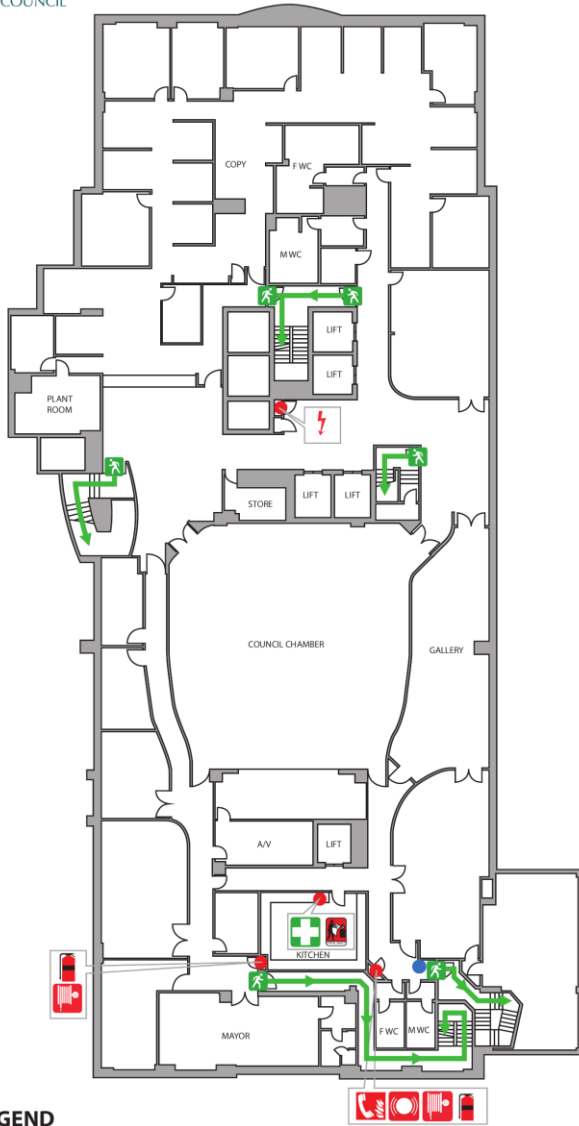 COUNCIL
COPY
F WC
M WC
LIFT
LIFT
PLANT
ROOM
STORE
LIFT
LIFT
COUNCIL CHAMBER
GALLERY
A/V
LIFT
KITCHEN
MAYOR
F WC
M WC
GEND